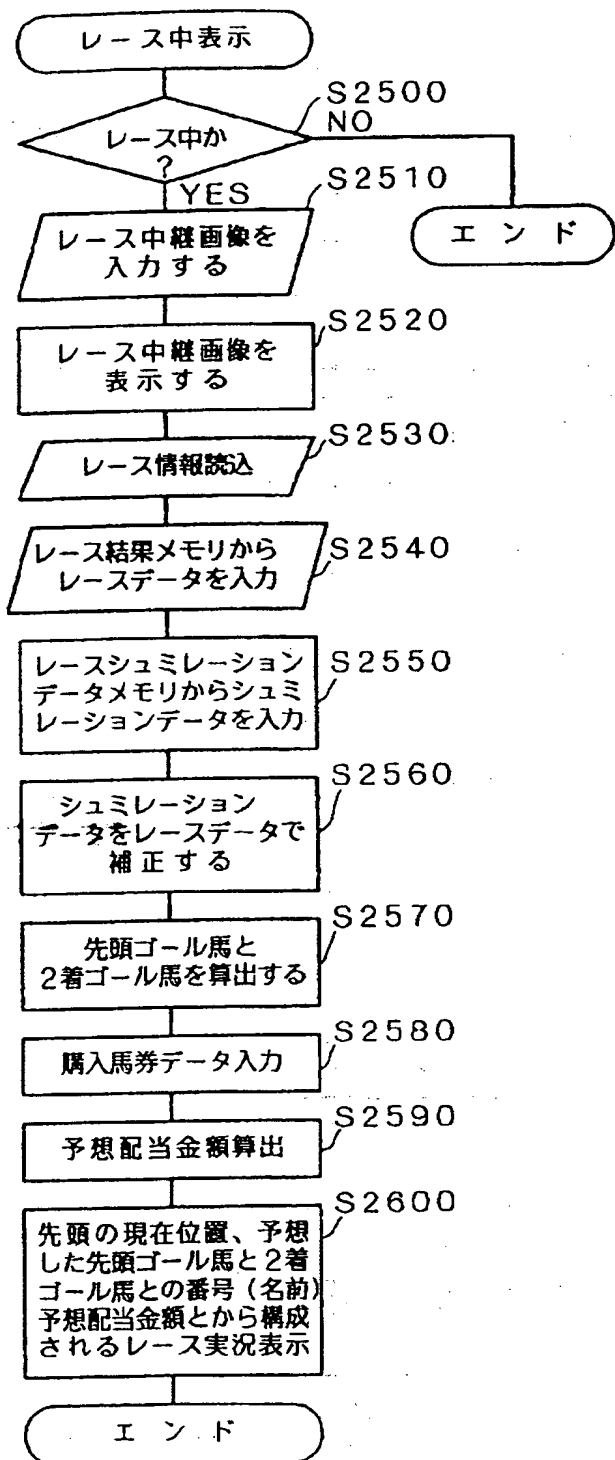 レース中表示
S2500
レース中か
?
NO
YES
エンド
S2510
レース中継画像を
入力する
S2520
レース中継画像を
表示する
S2530
レース情報読込
S2540
レース結果メモリから
レースデータを入力
S2550
レースシュミレーション
データメモリからシュミ
レーションデータを入力
S2560
シュミレーション
データをレースデータで
補正する
S2570
先頭ゴール馬と
2着ゴール馬を算出する
S2580
購入馬券データ入力
S2590
予想配当金額算出
S2600
先頭の現在位置、予想
した先頭ゴール馬と2着
ゴール馬との番号(名前)
予想配当金額とから構成
されるレース実況表示
エンド